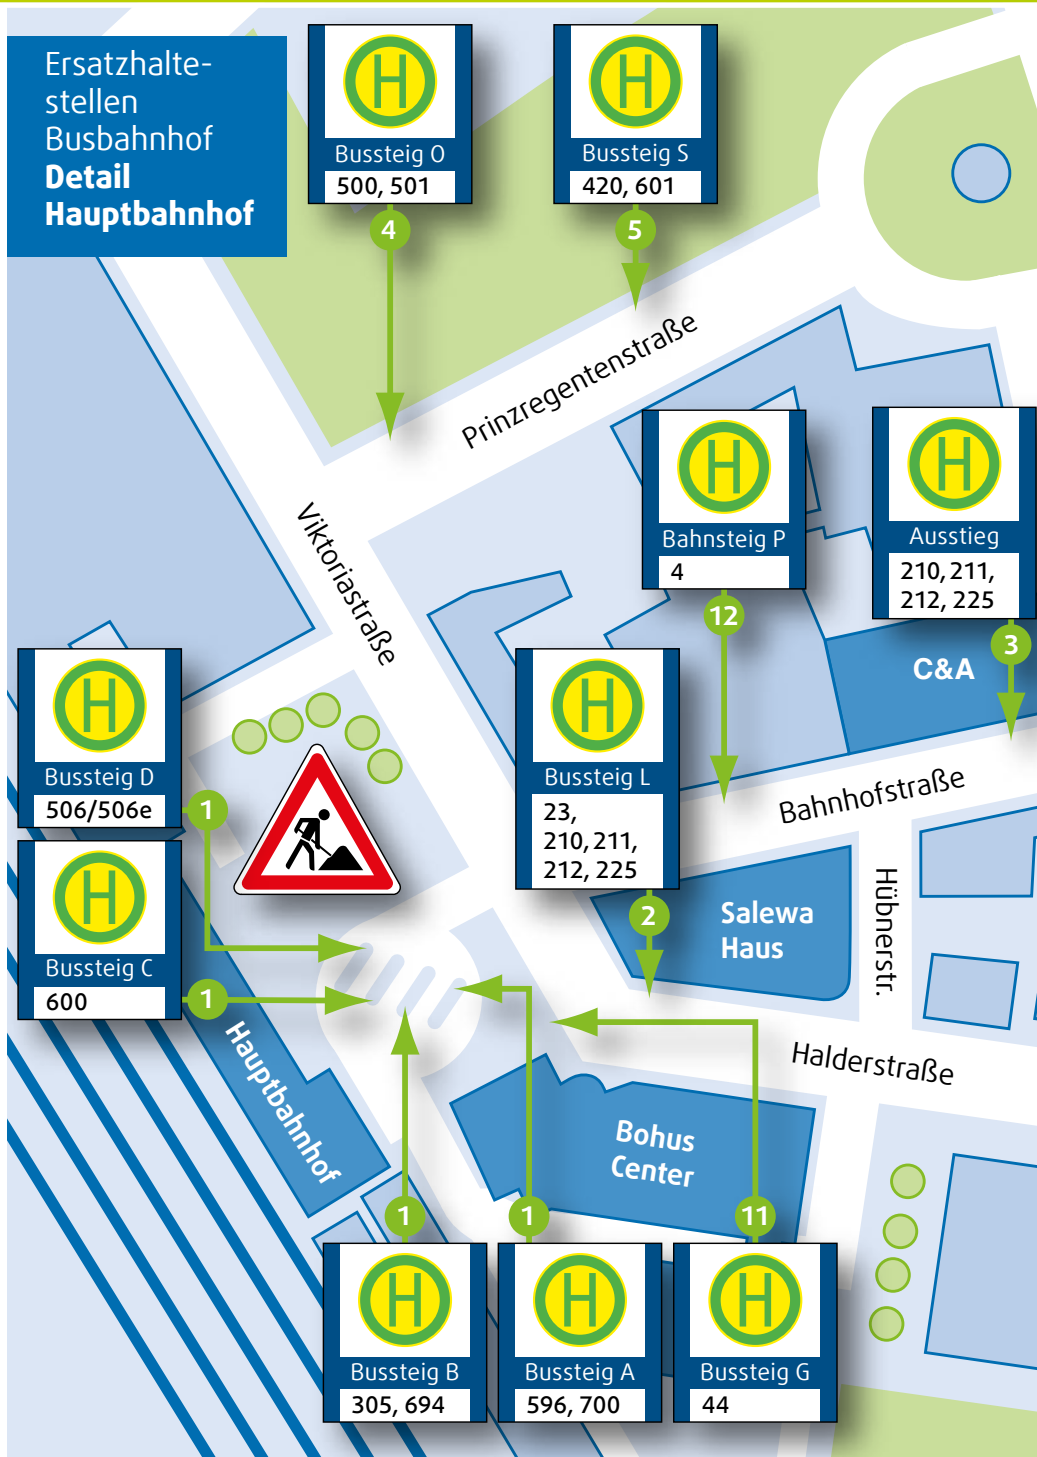 Ersatzhalte-
stellen
Busbahnhof
Detail
Hauptbahnhof
H
Bussteig O
500, 501
4
H
Bussteig S
420, 601
5
Prinzregentenstraße
Viktoriastraße
H
Bahnsteig P
4
12
H
Ausstieg
210, 211,
212, 225
3
C&A
H
Bussteig D
506/506e
1
H
Bussteig L
23,
210, 211,
212, 225
2
Bahnhofstraße
H
Bussteig C
600
1
Salewa
Haus
Hübnerstr.
Hauptbahnhof
Halderstraße
Bohus
Center
1
H
Bussteig B
305, 694
1
H
Bussteig A
596, 700
11
H
Bussteig G
44